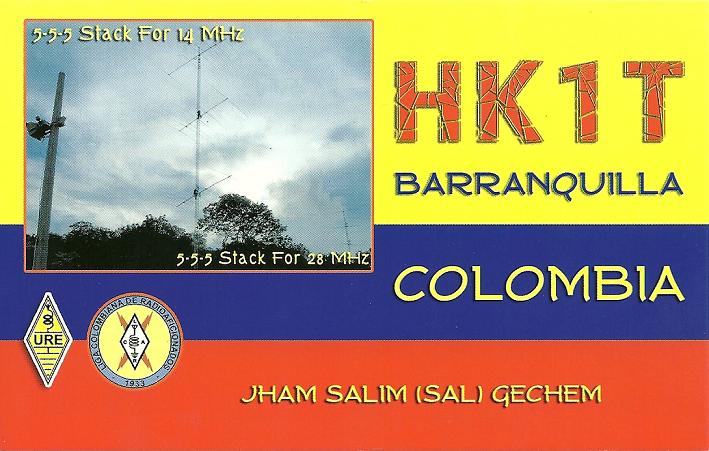 5-5-5 Stack For 14 MHz
HK1T
BARRANQUILLA
5-5-5 Stack For 28 MHz
COLOMBIA
URE
LIGA COLOMBIANA DE RADIOAFICIONADOS
L
C A
R
1933
JHAM SALIM (SAL) GECHEM